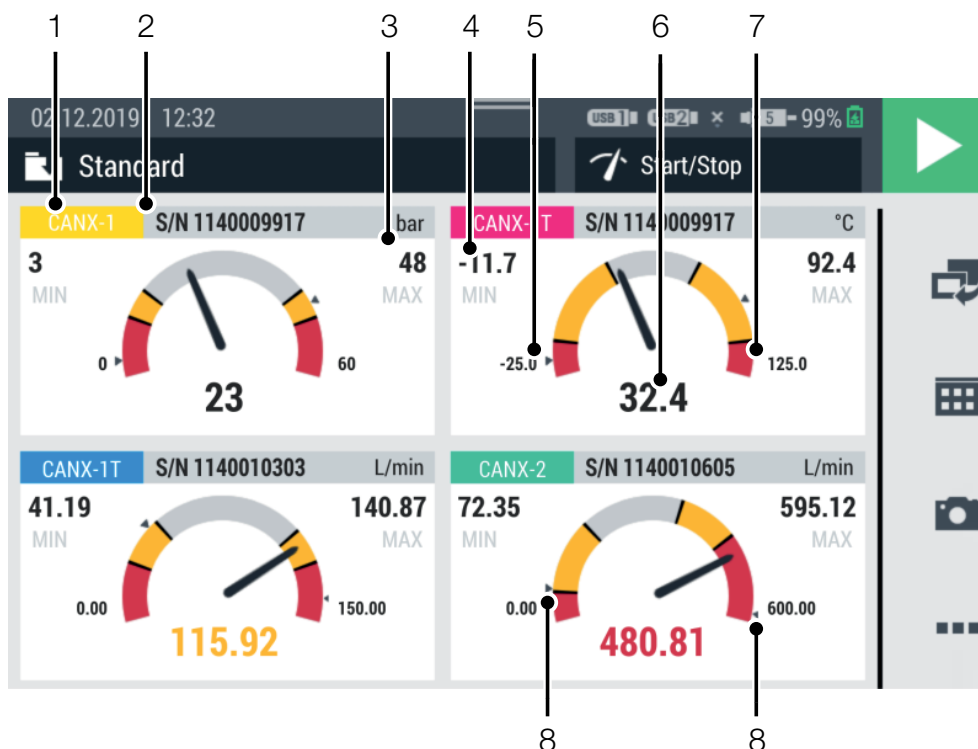 1 2 3 4 5 6 7
02.12.2019 12:32 USB 1 USB 2 5 99%
Standard Start/Stop
CANX-1 S/N 1140009917 bar
3 48
MIN MAX
0 60
23
CANX-1T S/N 1140009917 °C
-11.7 92.4
MIN MAX
-25.0 125.0
32.4
CANX-1T S/N 1140010303 L/min
41.19 140.87
MIN MAX
0.00 150.00
115.92
CANX-2 S/N 1140010605 L/min
72.35 595.12
MIN MAX
0.00 600.00
480.81
8 8